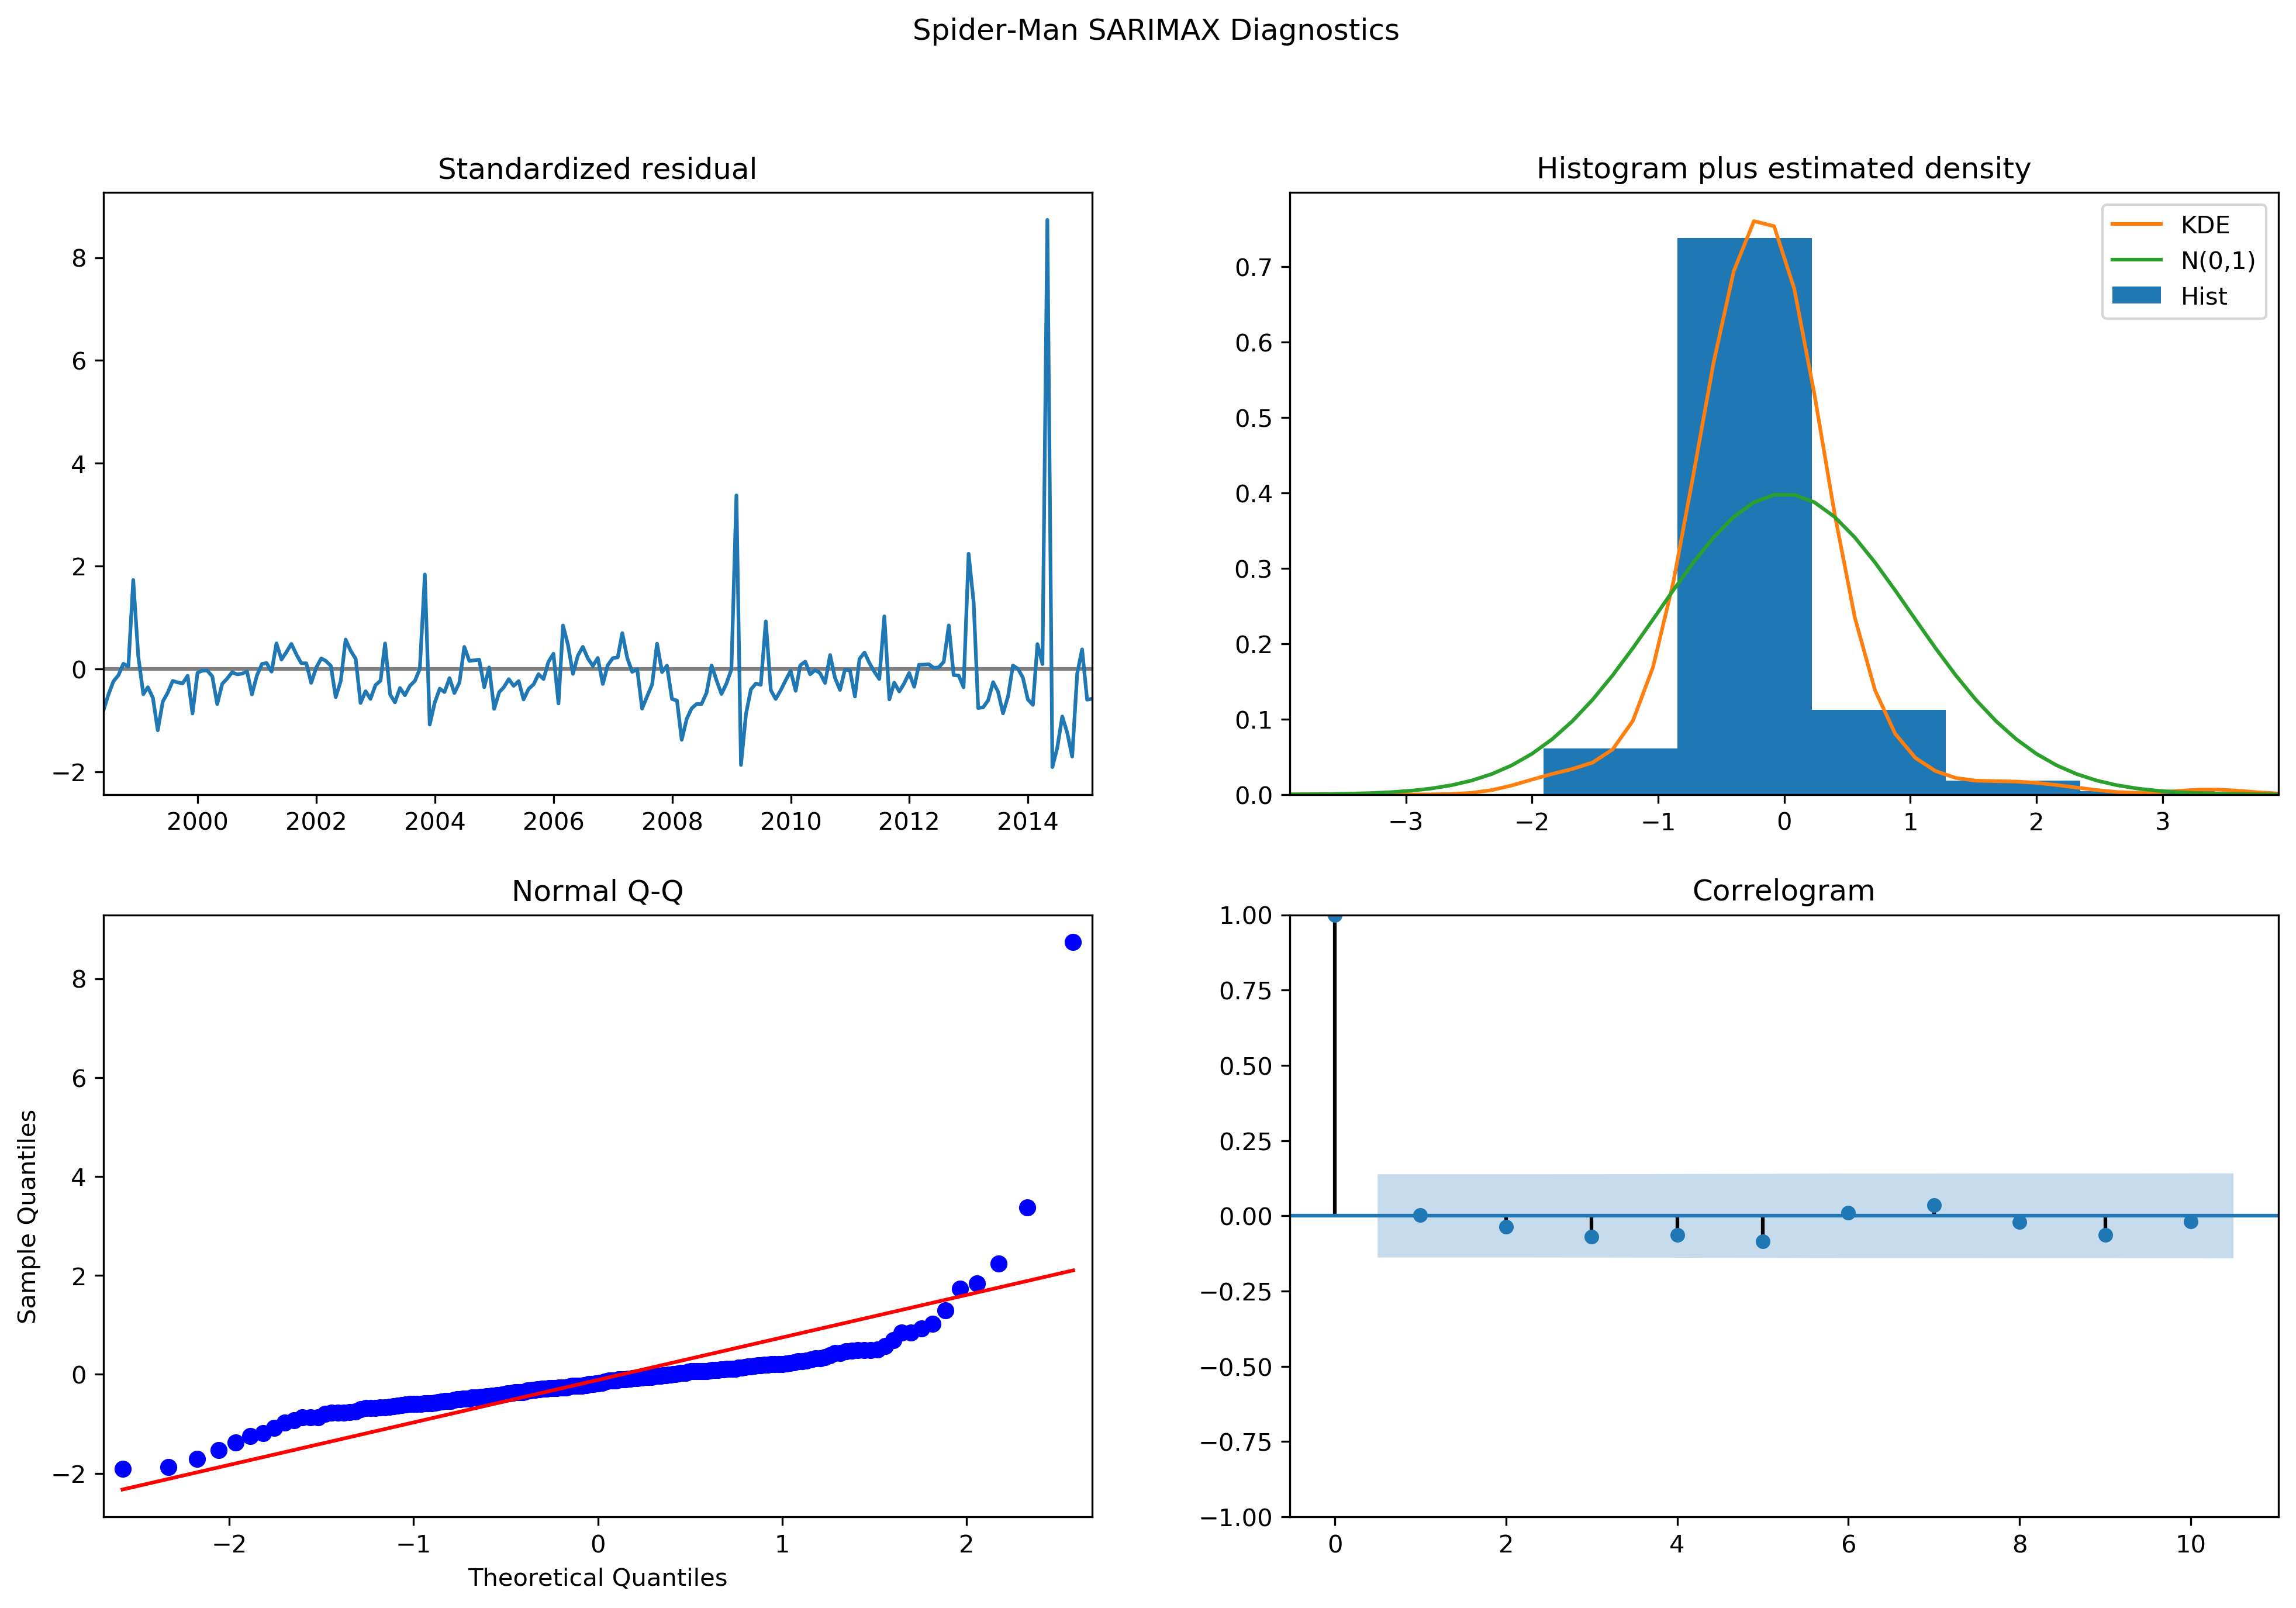 Spider-Man SARIMAX Diagnostics
Standardized residual
8
6
4
2
0
−2
2000 2002 2004 2006 2008 2010 2012 2014
Histogram plus estimated density
KDE
N(0,1)
Hist
0.7
0.6
0.5
0.4
0.3
0.2
0.1
0.0
−3 −2 −1 0 1 2 3
Normal Q-Q
Sample Quantiles
8
6
4
2
0
−2
−2 −1 0 1 2
Theoretical Quantiles
Correlogram
1.00
0.75
0.50
0.25
0.00
−0.25
−0.50
−0.75
−1.00
0 2 4 6 8 10